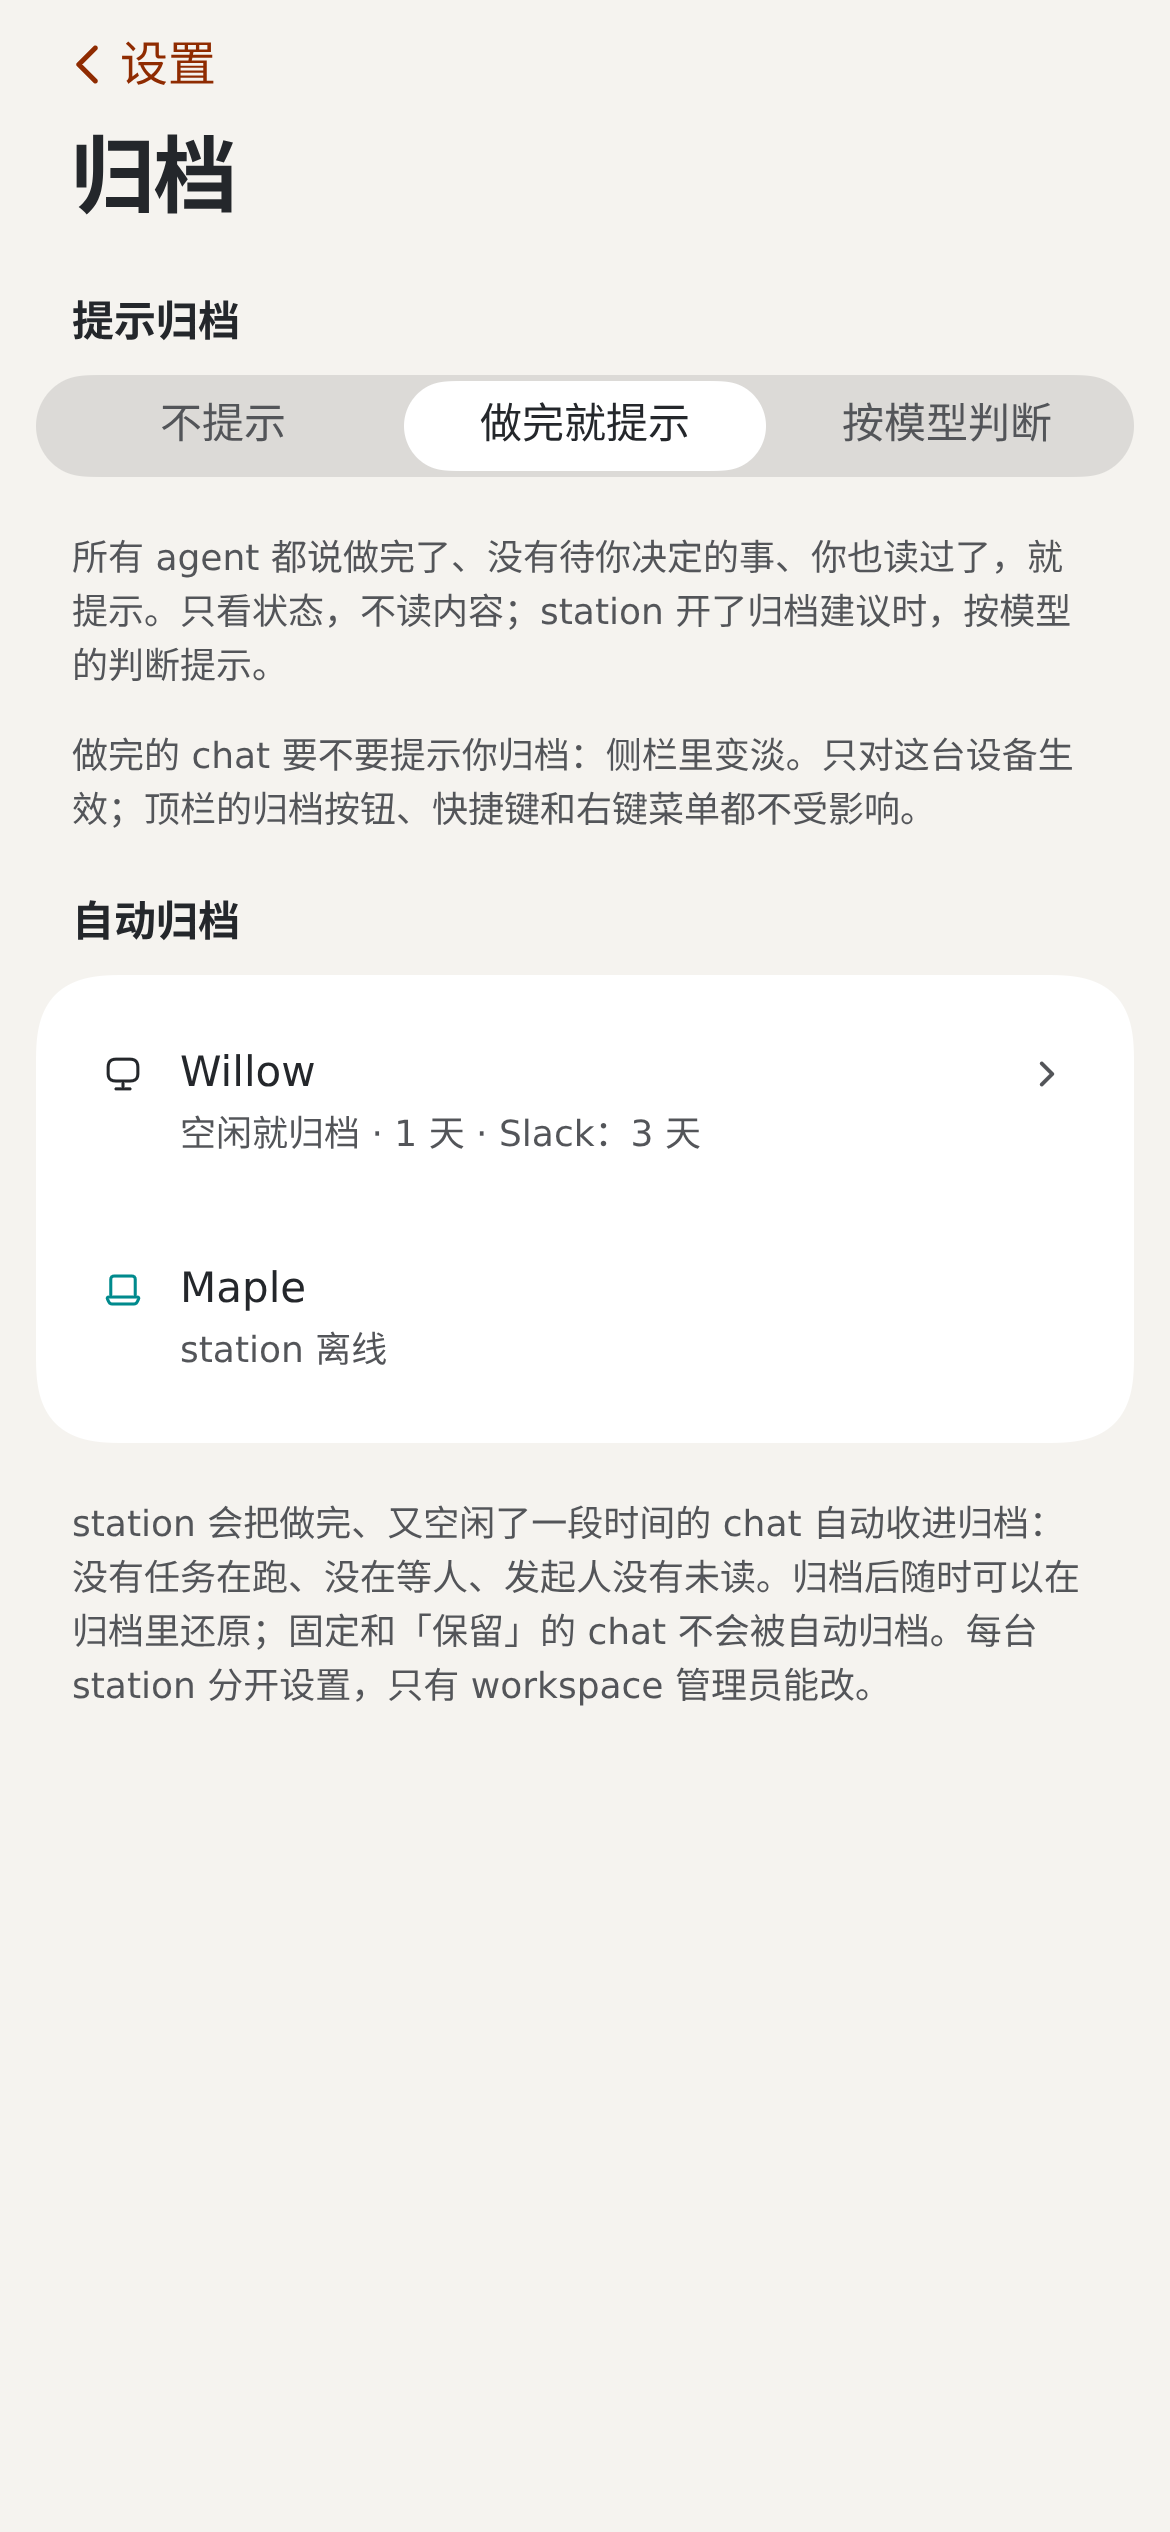 设置
归档
提示归档
不提示
做完就提示
按模型判断
所有 agent 都说做完了、没有待你决定的事、你也读过了，就
提示。只看状态，不读内容；station 开了归档建议时，按模型
的判断提示。
做完的 chat 要不要提示你归档：侧栏里变淡。只对这台设备生
效；顶栏的归档按钮、快捷键和右键菜单都不受影响。
自动归档
Willow
空闲就归档 · 1 天 · Slack：3 天
Maple
station 离线
station 会把做完、又空闲了一段时间的 chat 自动收进归档：
没有任务在跑、没在等人、发起人没有未读。归档后随时可以在
归档里还原；固定和「保留」的 chat 不会被自动归档。每台
station 分开设置，只有 workspace 管理员能改。